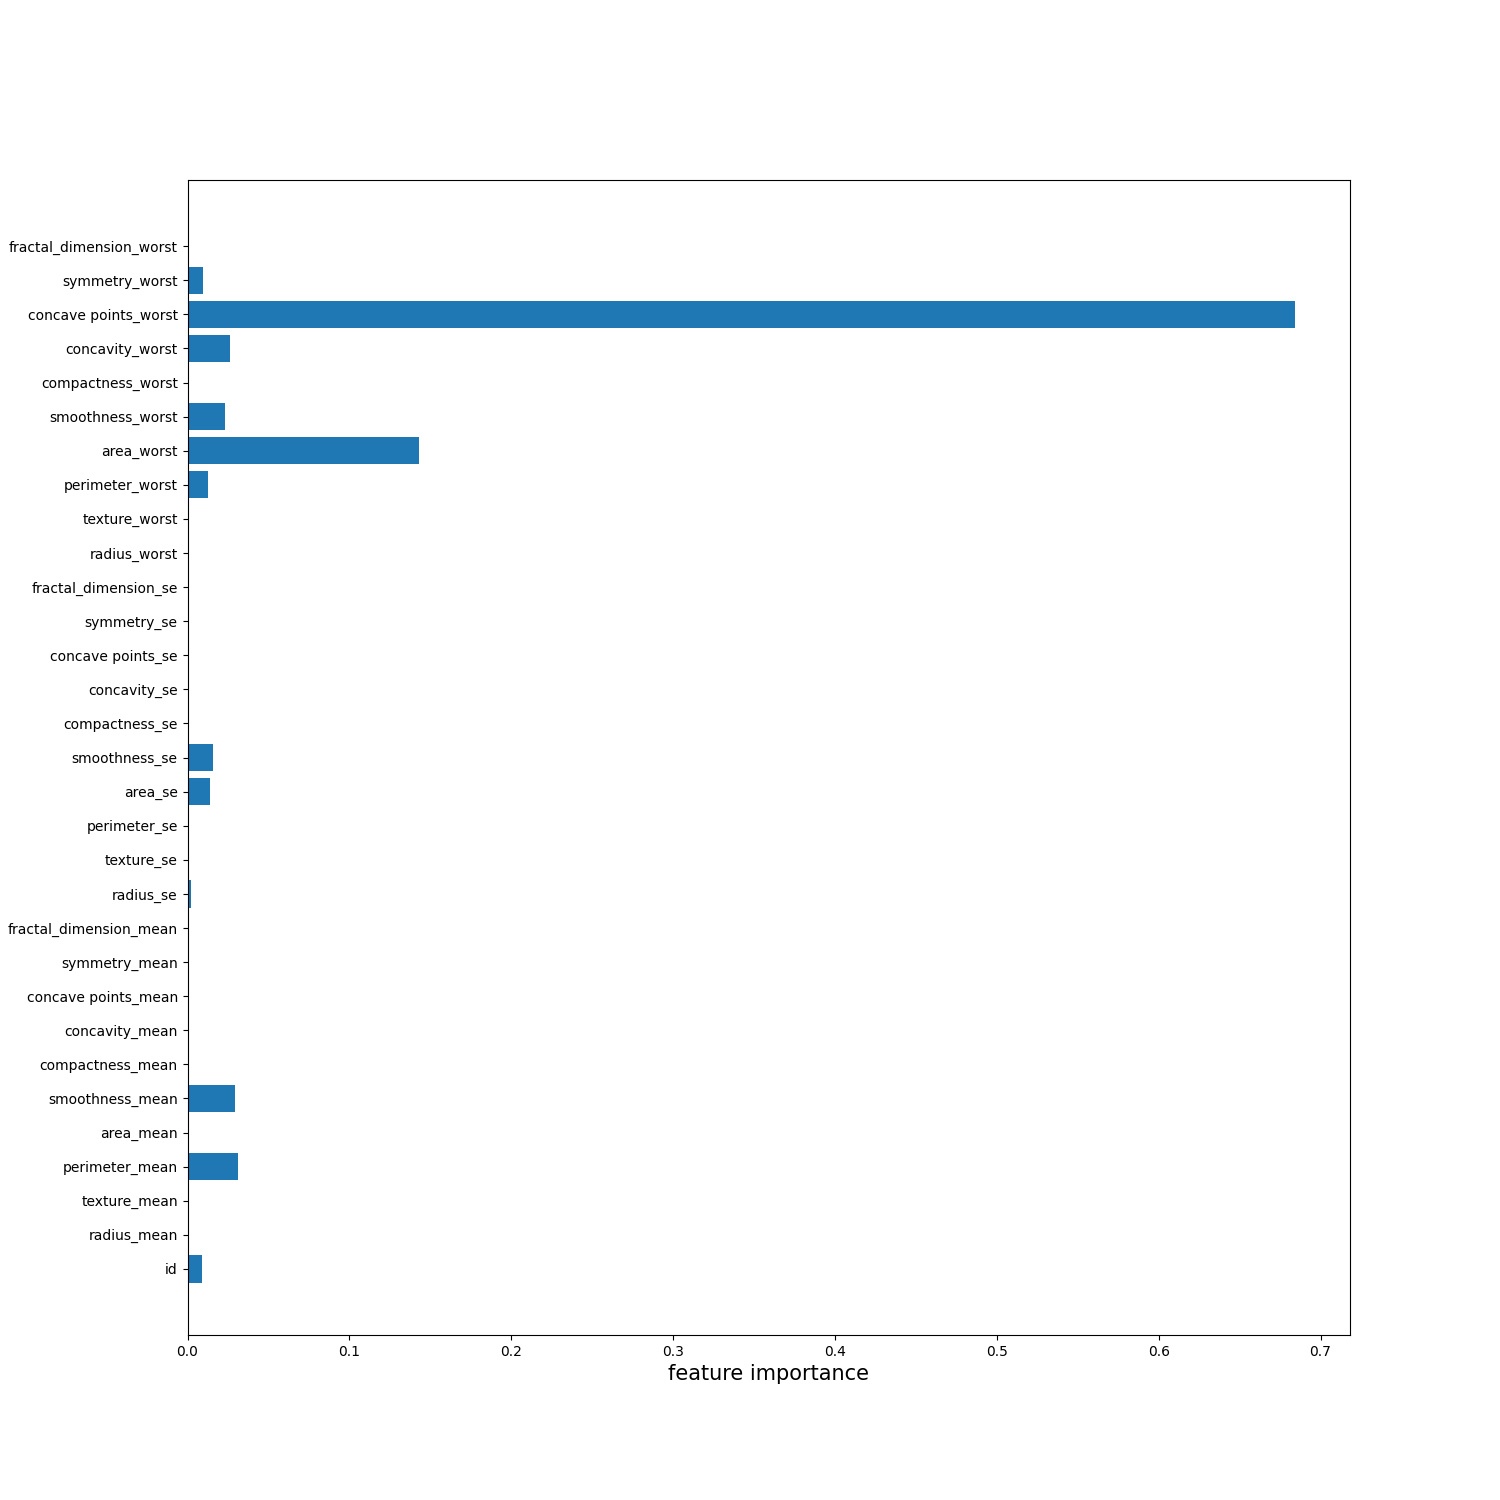 fractal_dimension_worst
symmetry_worst
concave points_worst
concavity_worst
compactness_worst
smoothness_worst
area_worst
perimeter_worst
texture_worst
radius_worst
fractal_dimension_se
symmetry_se
concave points_se
concavity_se
compactness_se
smoothness_se
area_se
perimeter_se
texture_se
radius_se
fractal_dimension_mean
symmetry_mean
concave points_mean
concavity_mean
compactness_mean
smoothness_mean
area_mean
perimeter_mean
texture_mean
radius_mean
id
0.0 0.1 0.2 0.3 0.4 0.5 0.6 0.7
feature importance